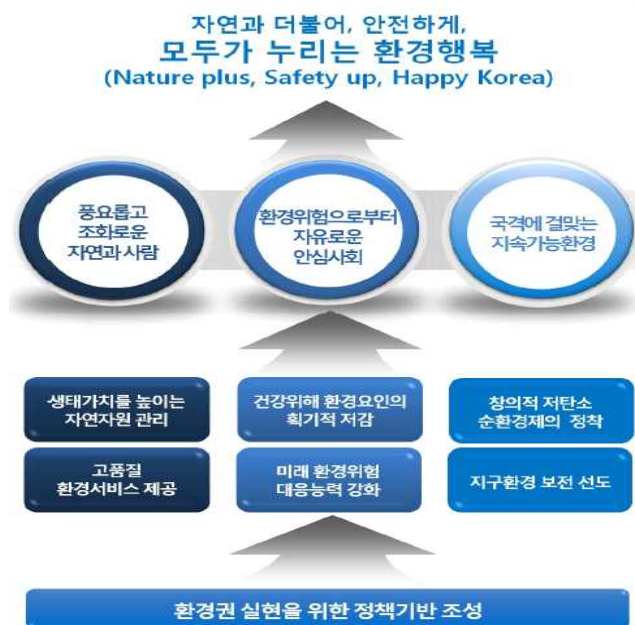 자연과 더불어, 안전하게,
모두가 누리는 환경행복
(Nature plus, Safety up, Happy Korea)
풍요롭고
조화로운
자연과 사람
환경위험으로부터
자유로운
안심사회
국격에 걸맞는
지속가능환경
생태가치를 높이는
자연자원 관리
건강위해 환경요인의
획기적 저감
창의적 저탄소
순환경제의 정착
고품질
환경서비스 제공
미래 환경위험
대응능력 강화
지구환경 보전 선도
환경권 실현을 위한 정책기반 조성